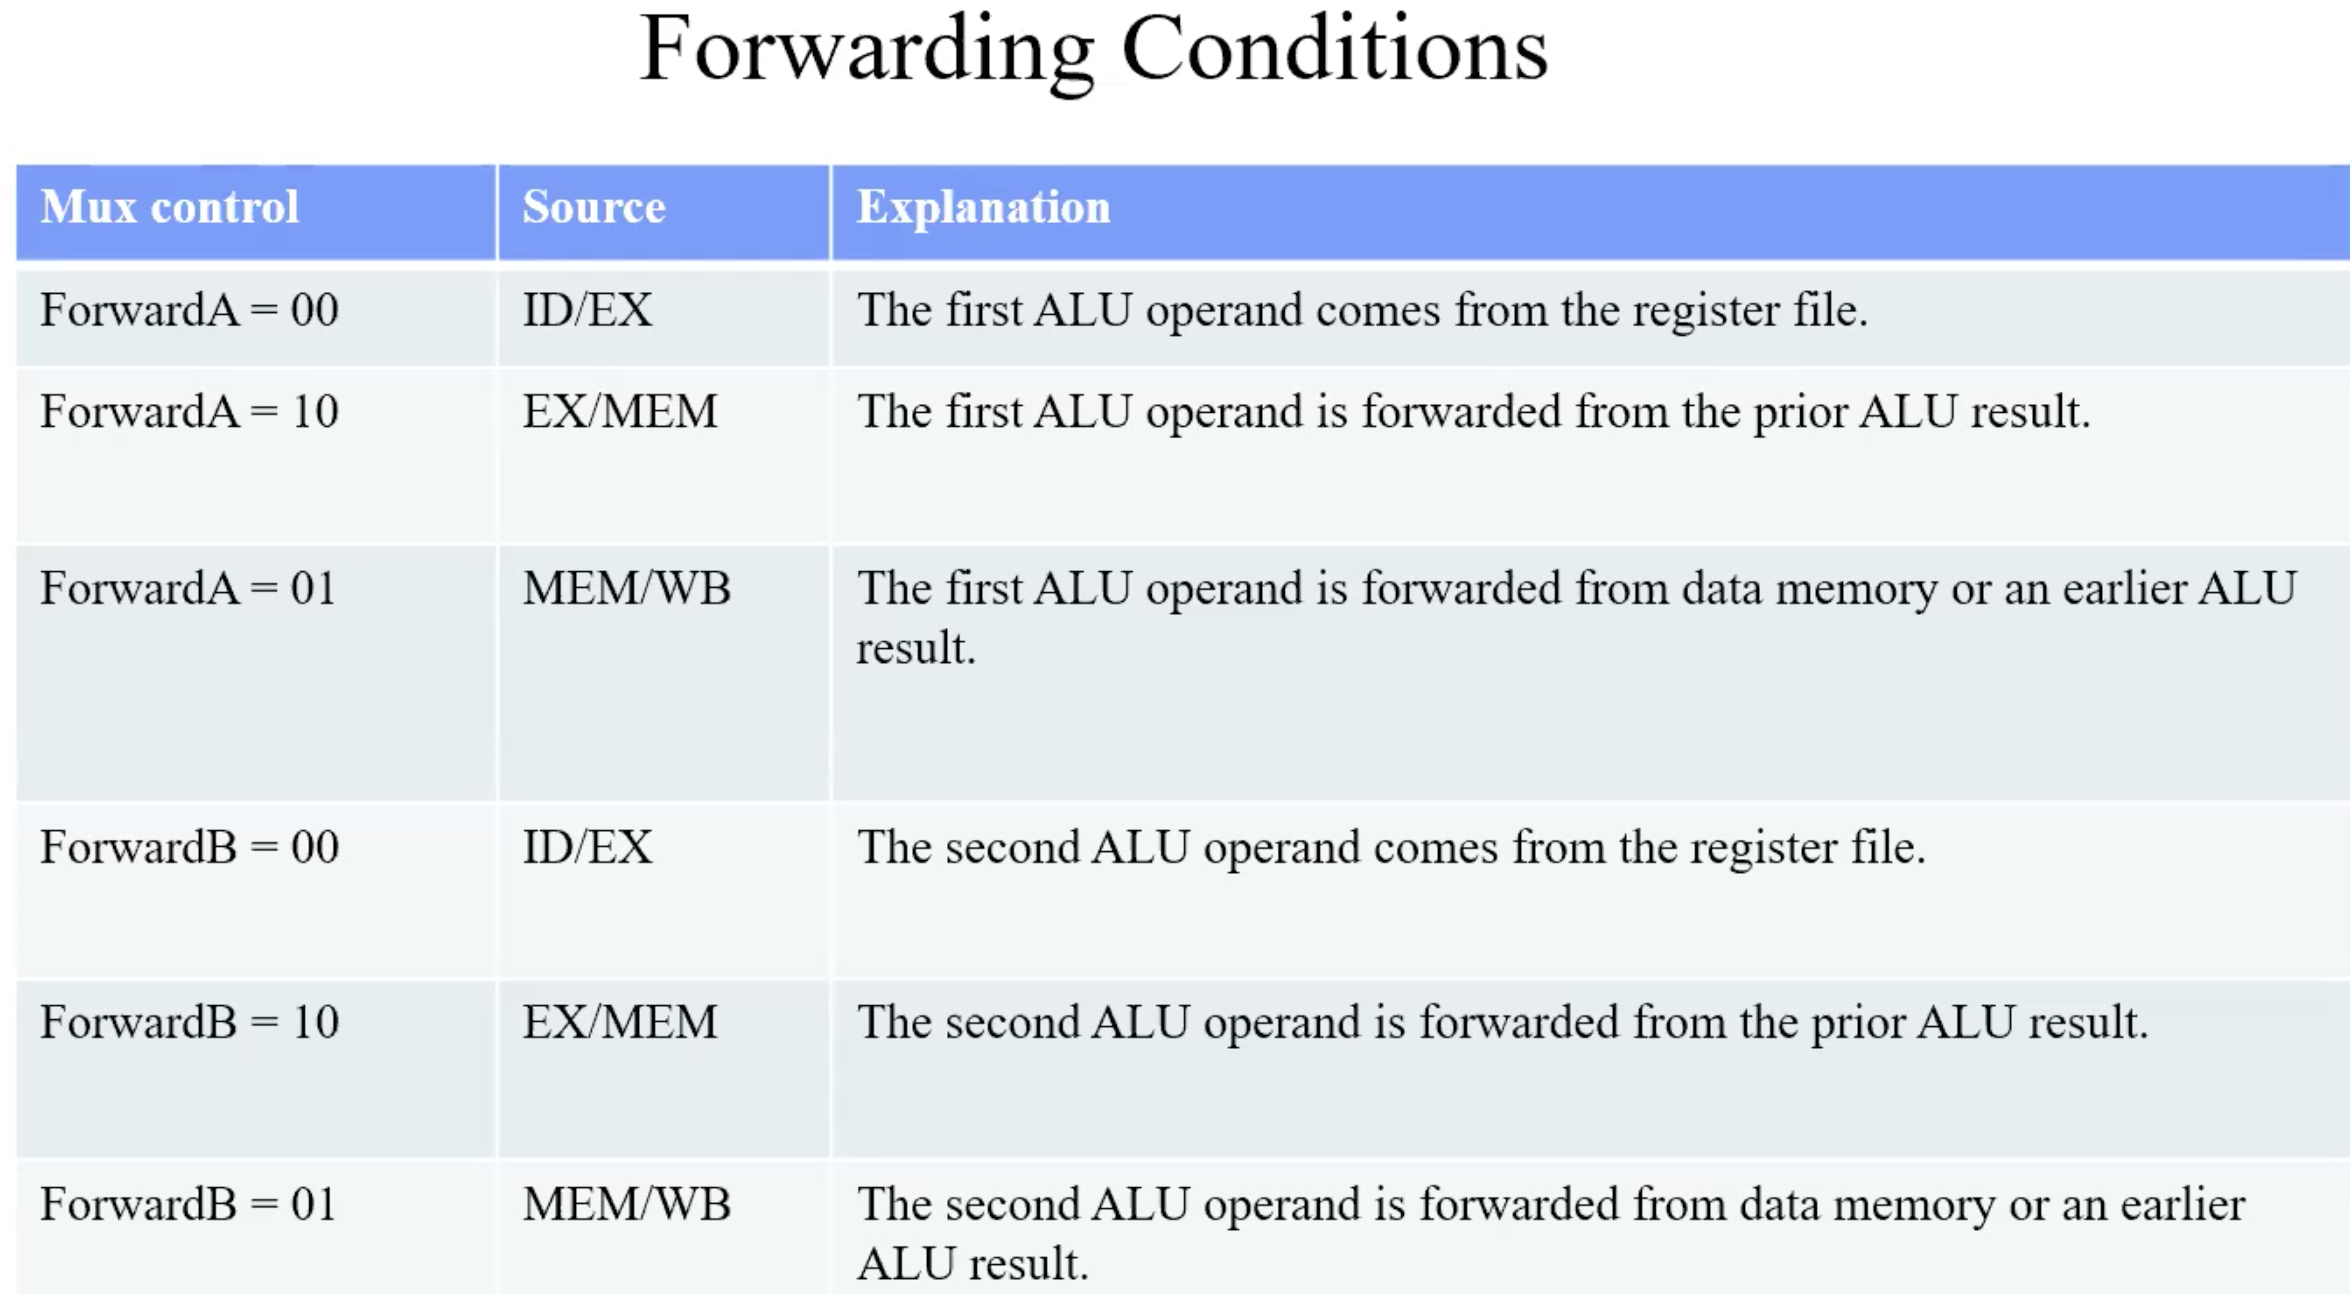 Forwarding Conditions
Mux control Source Explanation
ForwardA = 00 ID/EX The first ALU operand comes from the register file.
ForwardA = 10 EX/MEM The first ALU operand is forwarded from the prior ALU result.
ForwardA = 01 MEM/WB The first ALU operand is forwarded from data memory or an earlier ALU
result.
ForwardB = 00 ID/EX The second ALU operand comes from the register file.
ForwardB = 10 EX/MEM The second ALU operand is forwarded from the prior ALU result.
ForwardB = 01 MEM/WB The second ALU operand is forwarded from data memory or an earlier
ALU result.